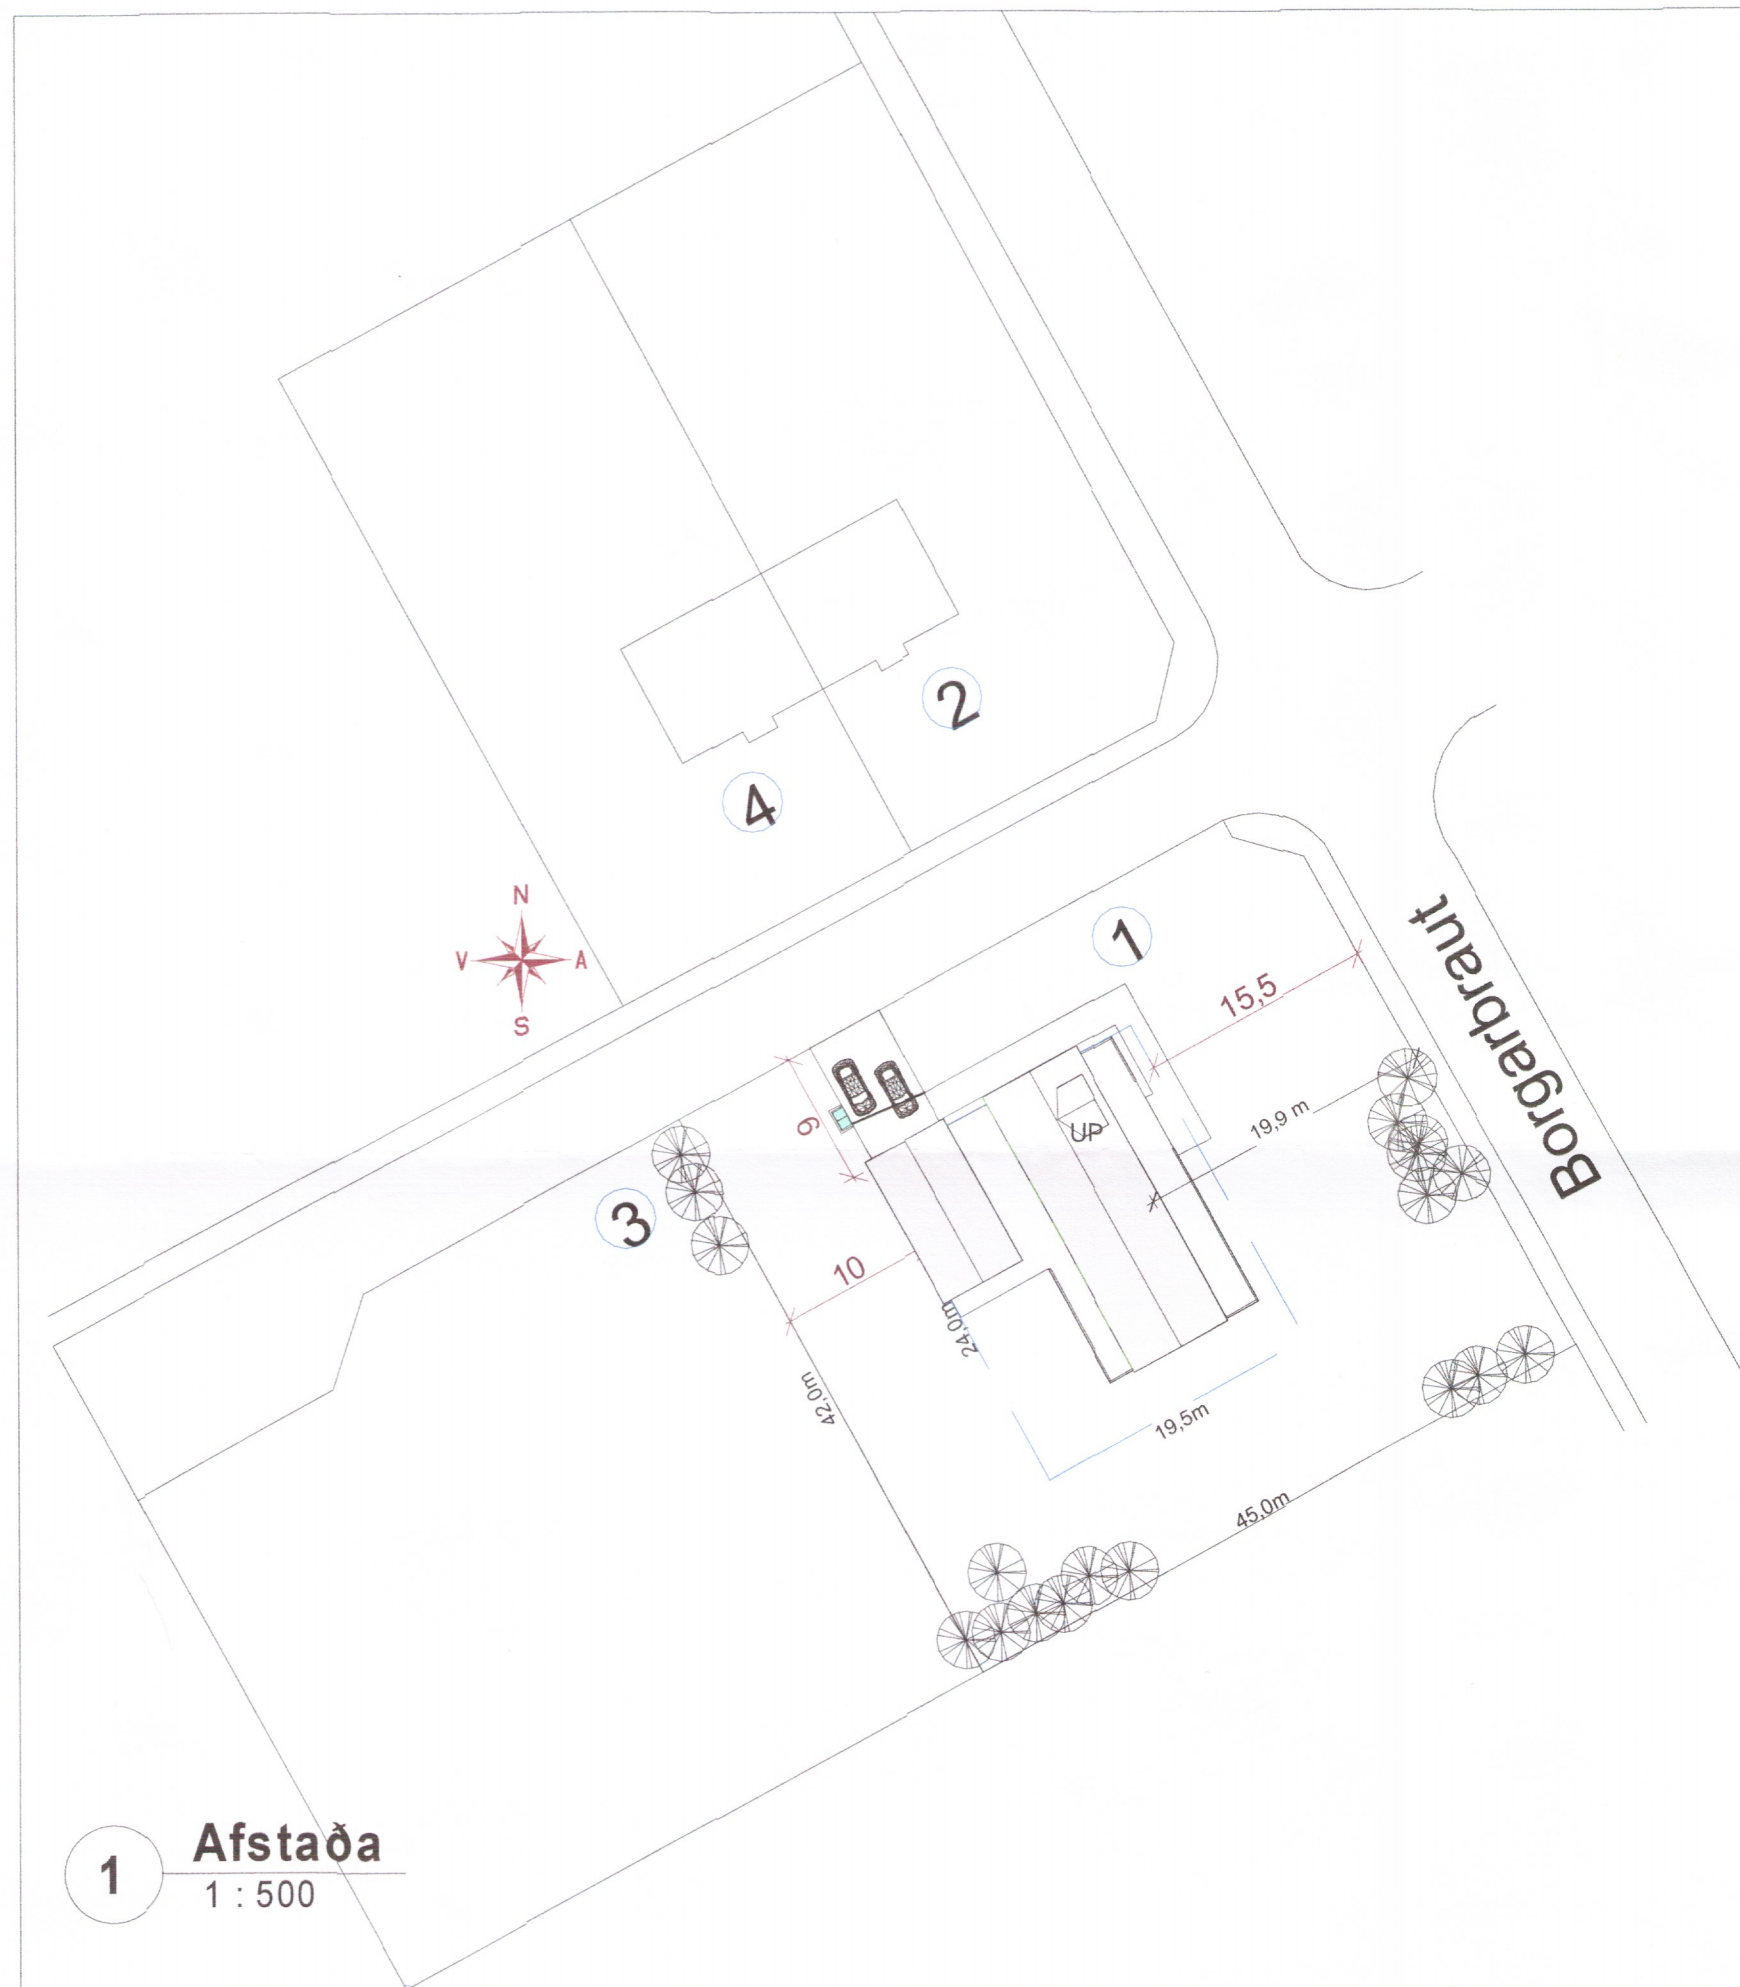 2
4
N
V A
S
1
15,5
Borgarbraut
9
UP
19,9 m
3
10
24,0m
42,0m
19,5m
45,0m
1 Afstaða
1 : 500